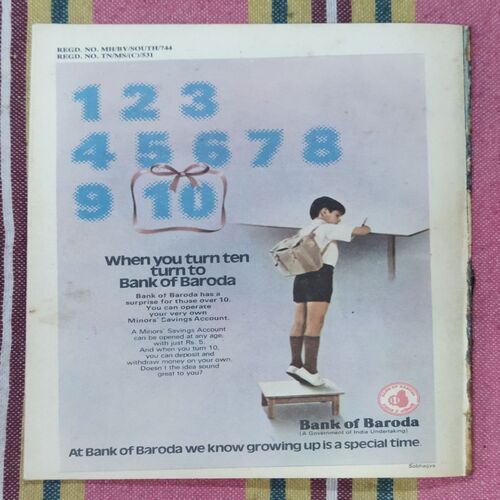 REGD. NO. MH/BY/SOUTH/744
REGD. NO. TN/MS/(C)/531
1 2 3
4 5 6 7 8
9 10
When you turn ten
turn to
Bank of Baroda
Bank of Baroda has a
surprise for those over 10.
You can operate
your very own
Minors' Savings Account.
A Minors' Savings Account
can be opened at any age,
with just Rs. 5.
And when you turn 10,
you can deposit and
withdraw money on your own.
Doesn't the idea sound
great to you?
Bank of Baroda
(A Government of India Undertaking)
At Bank of Baroda we know growing up is a special time.
Sobhagya